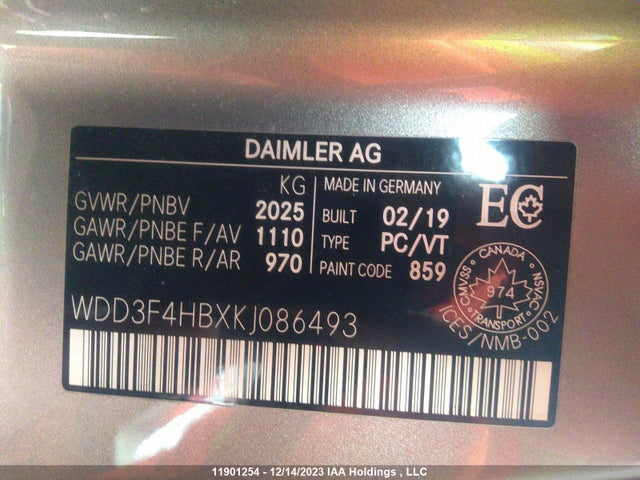 DAIMLER AG
KG
GVWR/PNBV 2025
GAWR/PNBE F/AV 1110
GAWR/PNBE R/AR 970
MADE IN GERMANY
BUILT 02/19
TYPE PC/VT
PAINT CODE 859
EC
CANADA
CMVSS 974 NSVAC
TRANSPORT
ICES/NMB-002
WDD3F4HBXKJ086493
11901254 - 12/14/2023 IAA Holdings , LLC